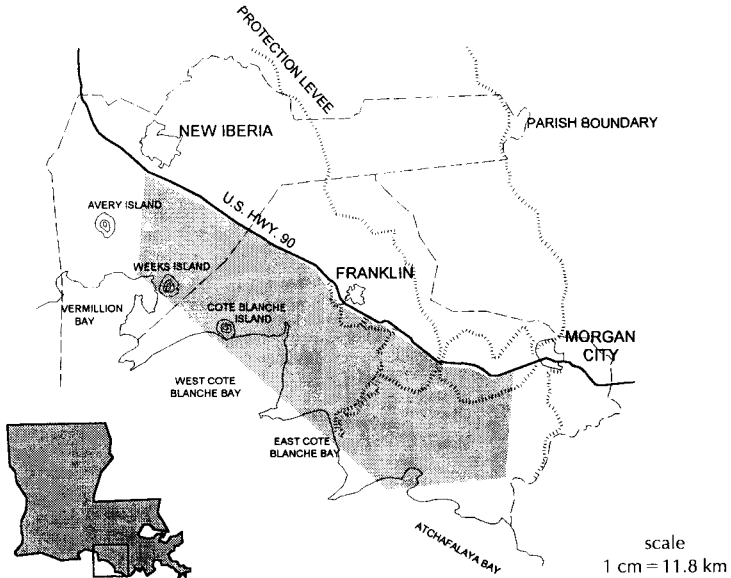 PROTECTION LEVEE
NEW IBERIA
PARISH BOUNDARY
AVERY ISLAND
U.S. HWY. 90
WEEKS ISLAND
FRANKLIN
VERMILLION
BAY
COTE BLANCHE
ISLAND
MORGAN
CITY
WEST COTE
BLANCHE BAY
EAST COTE
BLANCHE BAY
ATCHAFALAYA BAY
scale
1 cm = 11.8 km